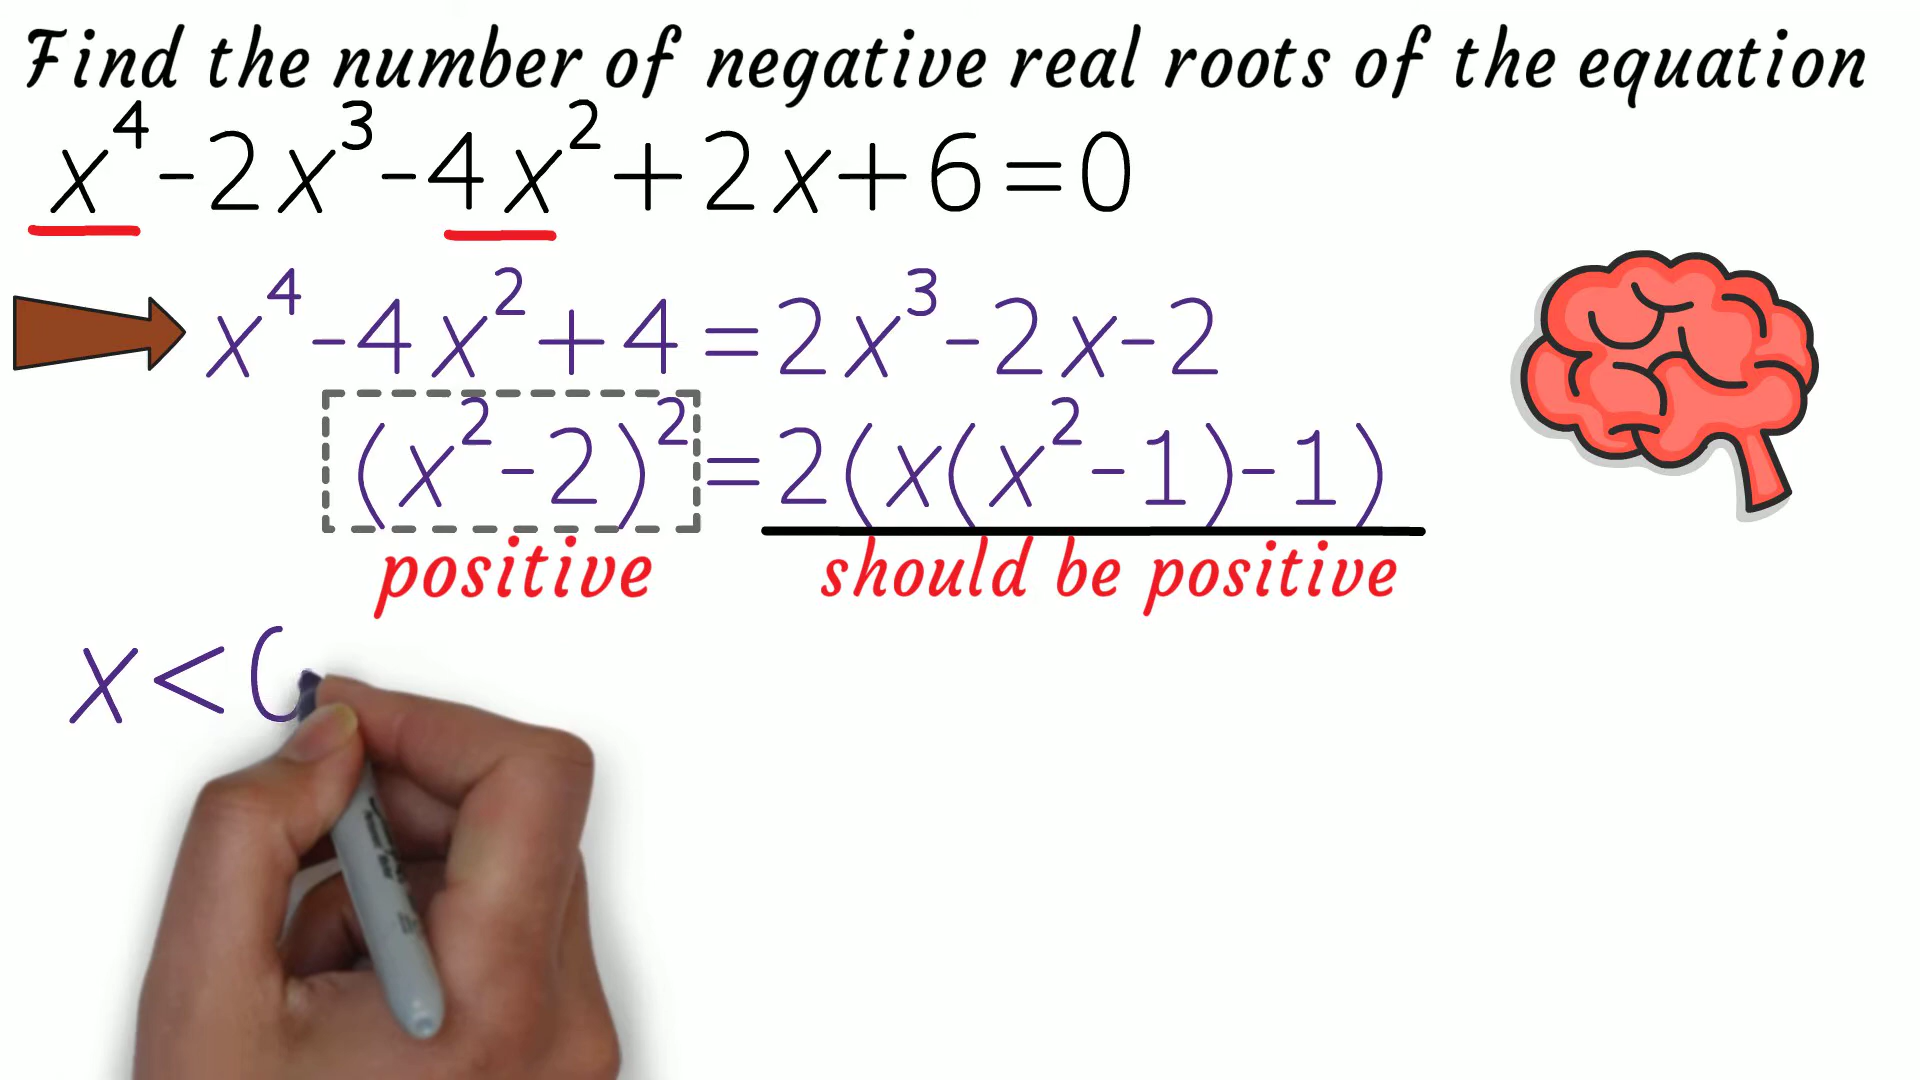 Find the number of negative real roots of the equation
x⁴-2x³-4x²+2x+6=0
x⁴-4x²+4=2x³-2x-2
(x²-2)²=2(x(x²-1)-1)
positive should be positive
x<0